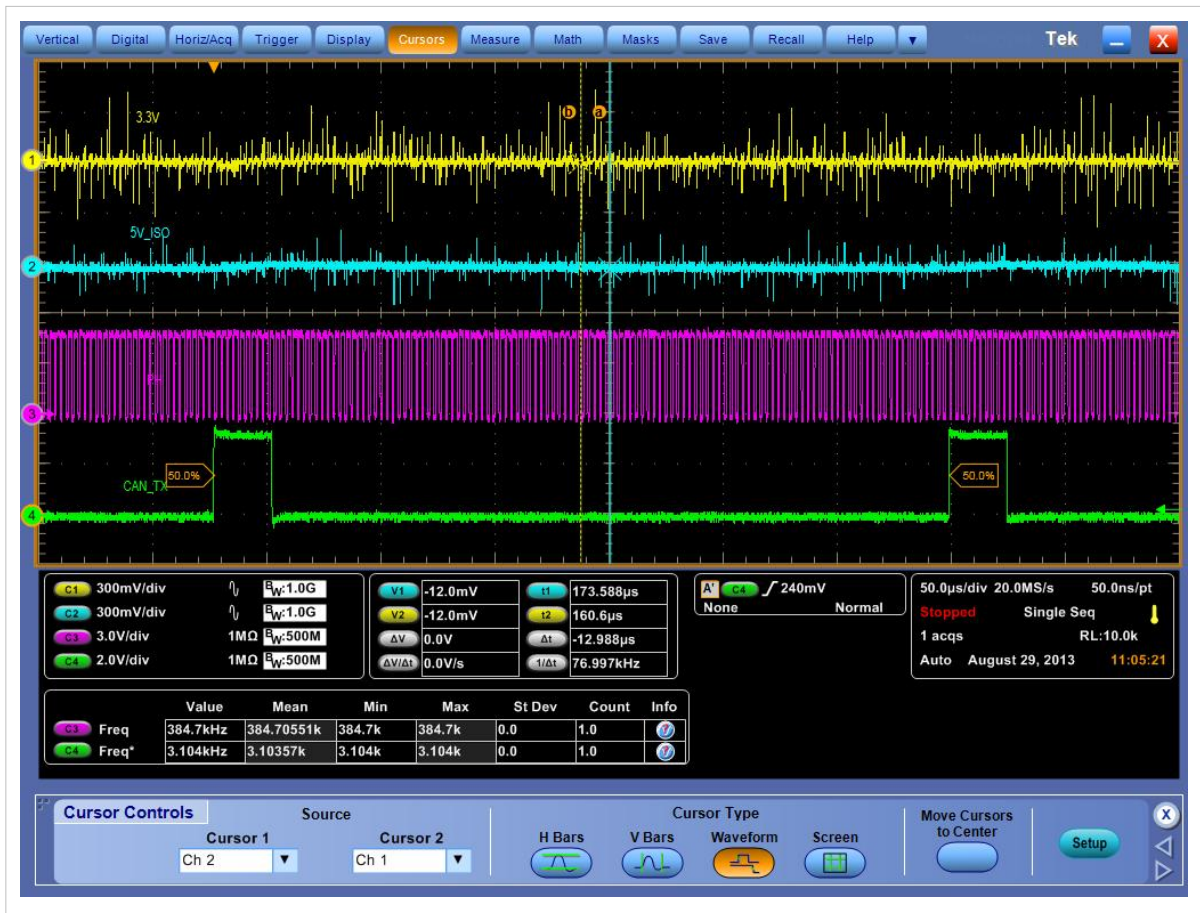 Vertical Digital Horiz/Acq Trigger Display Cursors Measure Math Masks Save Recall Help Tek X
3.3V
b a
1
5V_ISO
2
PH
3
50.0% 50.0%
CAN_TX
4
C1 300mV/div BW:1.0G
C2 300mV/div BW:1.0G
C3 3.0V/div 1MΩ BW:500M
C4 2.0V/div 1MΩ BW:500M
V1 -12.0mV t1 173.588µs
V2 -12.0mV t2 160.6µs
ΔV 0.0V Δt -12.988µs
ΔV/Δt 0.0V/s 1/Δt 76.997kHz
A' C4 240mV
None Normal
50.0µs/div 20.0MS/s 50.0ns/pt
Stopped Single Seq
1 acqs RL:10.0k
Auto August 29, 2013 11:05:21
Value Mean Min Max St Dev Count Info
C3 Freq 384.7kHz 384.70551k 384.7k 384.7k 0.0 1.0
C4 Freq* 3.104kHz 3.10357k 3.104k 3.104k 0.0 1.0
Cursor Controls Source Cursor Type Move Cursors to Center X
Cursor 1 Cursor 2 H Bars V Bars Waveform Screen Setup
Ch 2 Ch 1